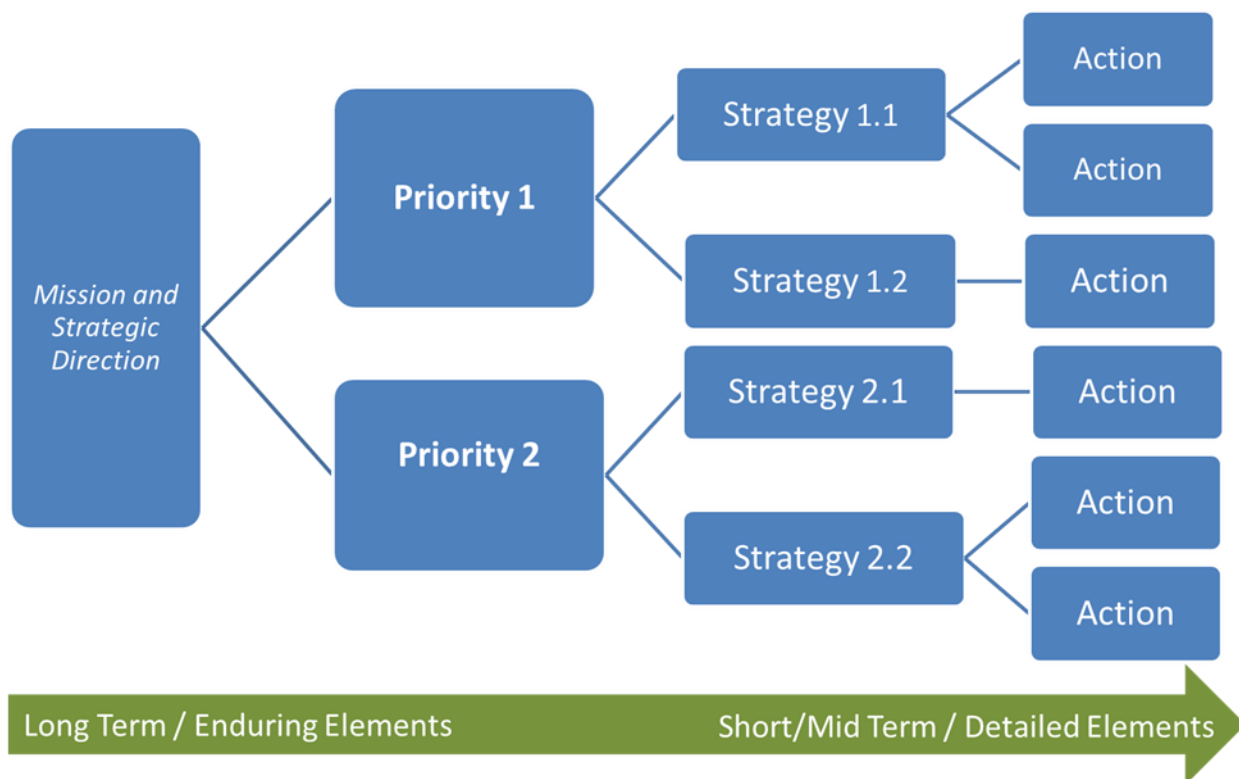 Mission and
Strategic
Direction
Priority 1
Priority 2
Strategy 1.1
Strategy 1.2
Strategy 2.1
Strategy 2.2
Action
Action
Action
Action
Action
Action
Long Term / Enduring Elements
Short/Mid Term / Detailed Elements